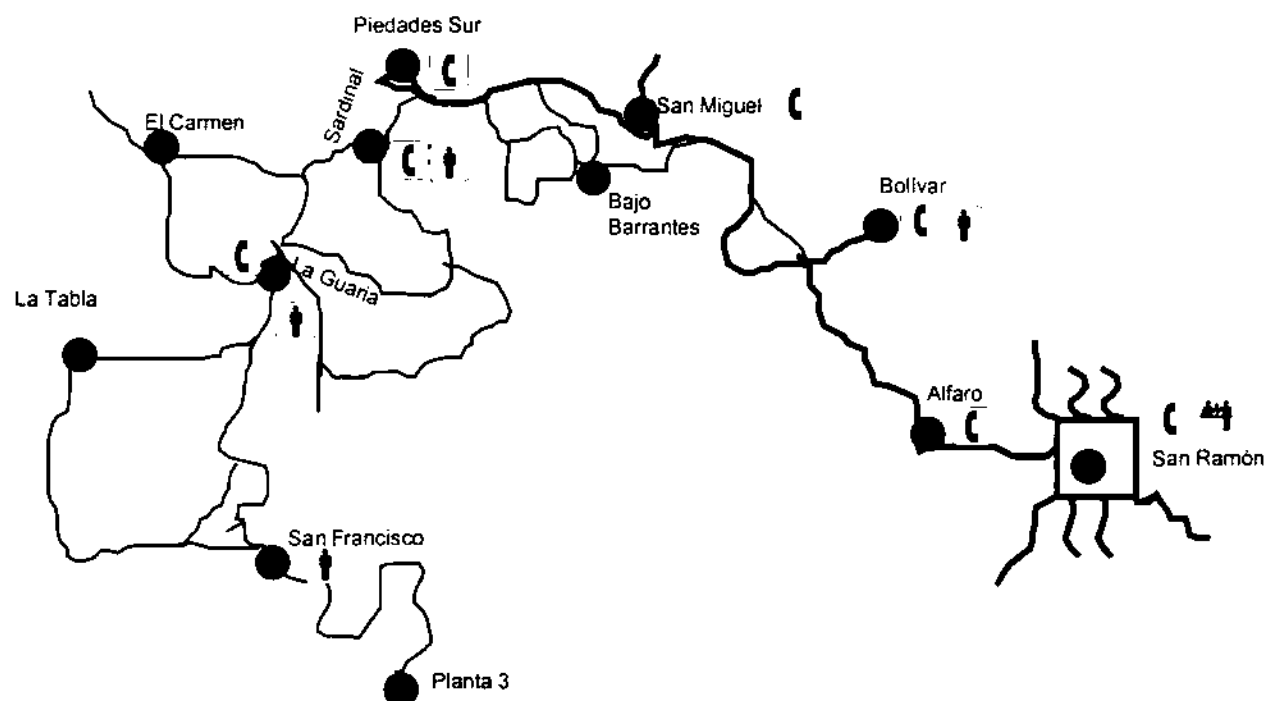 Piedades Sur
Sardinal
San Miguel
El Carmen
Bolívar
Bajo
Barrantes
La Guaria
La Tabla
Alfaro
San Ramón
San Francisco
Planta 3